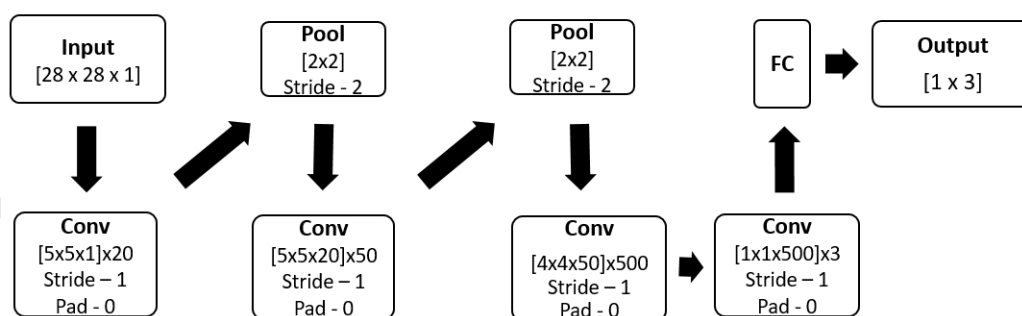 Input
[28 x 28 x 1]
Conv
[5x5x1]x20
Stride – 1
Pad - 0
Pool
[2x2]
Stride - 2
Conv
[5x5x20]x50
Stride – 1
Pad - 0
Pool
[2x2]
Stride - 2
Conv
[4x4x50]x500
Stride – 1
Pad - 0
Conv
[1x1x500]x3
Stride – 1
Pad - 0
FC
Output
[1 x 3]